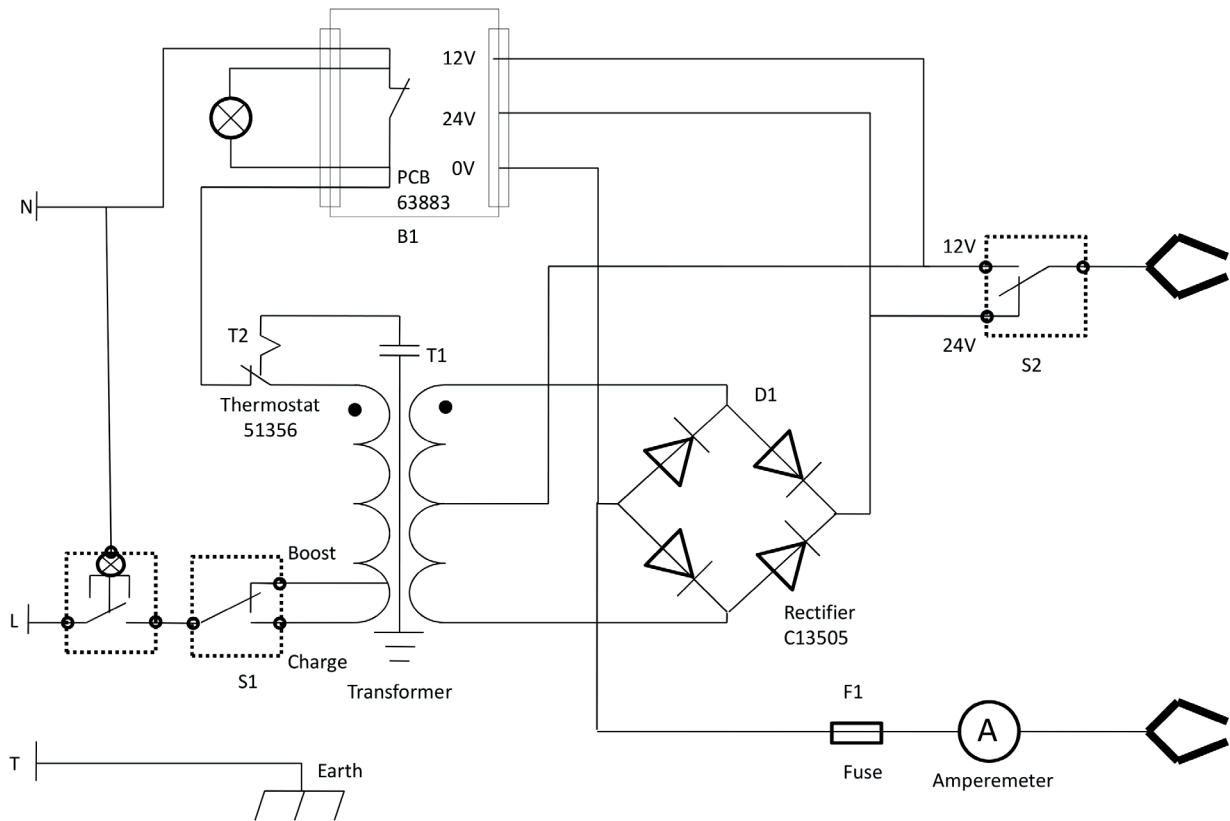 12V
24V
0V
PCB
63883
B1
N
12V
24V
S2
T2
T1
Thermostat
51356
D1
Boost
Rectifier
C13505
L
Charge
S1
Transformer
F1
A
Fuse
Amperemeter
T
Earth